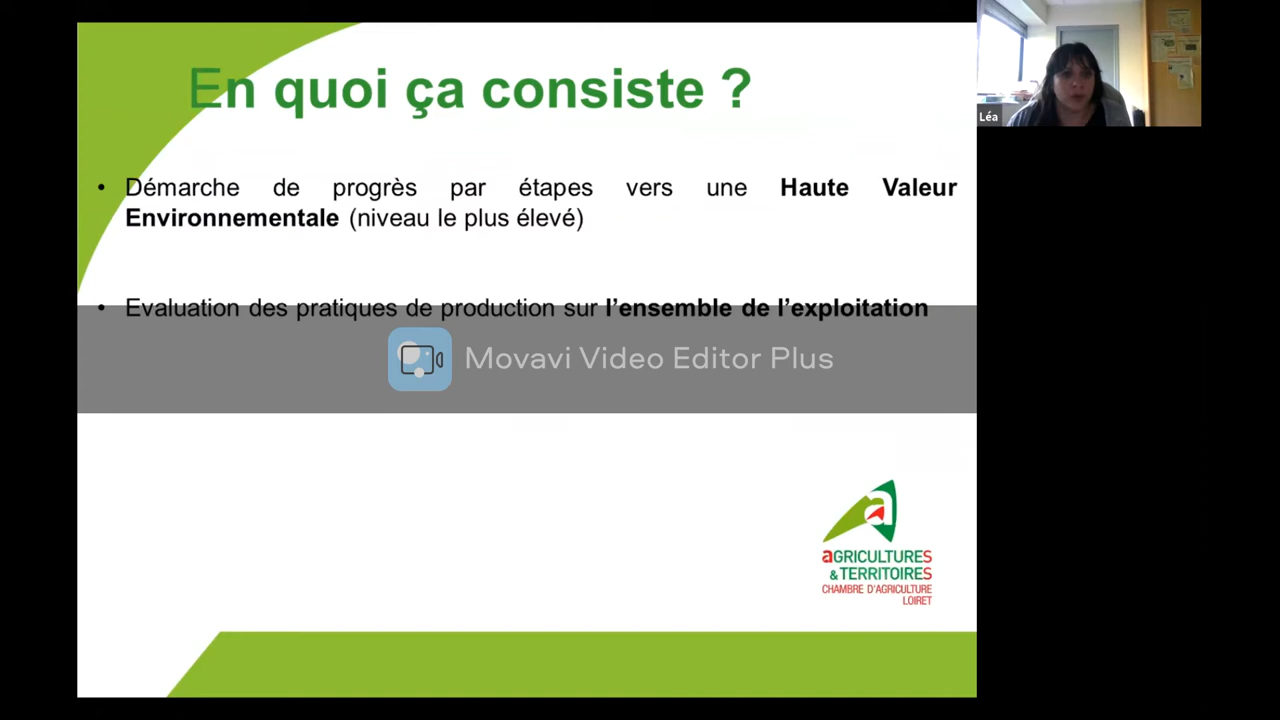 En quoi ça consiste ?
• Démarche de progrès par étapes vers une Haute Valeur
Environnementale (niveau le plus élevé)
• Evaluation des pratiques de production sur l'ensemble de l'exploitation
Movavi Video Editor Plus
aGRICULTURES
& TERRITOIRES
CHAMBRE D'AGRICULTURE
LOIRET
Léa